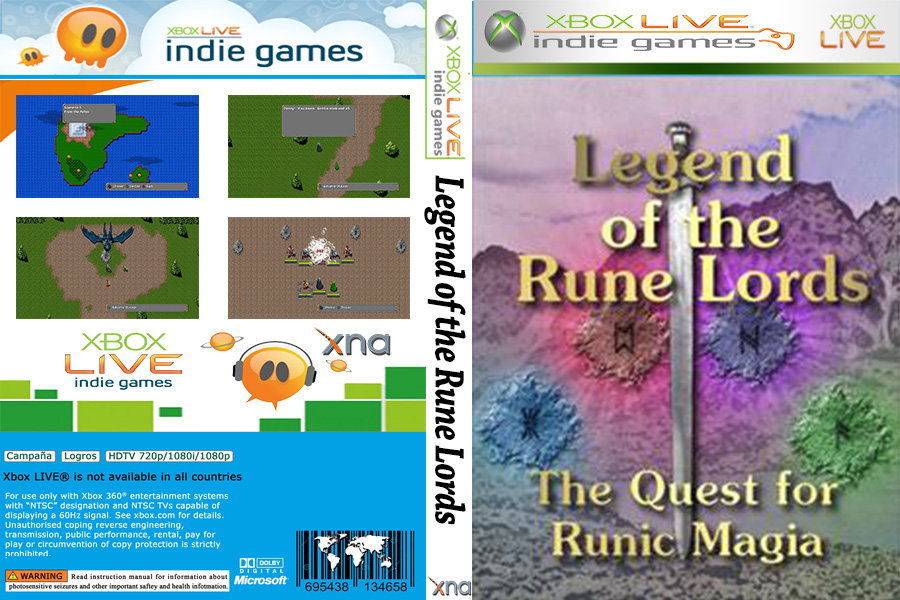 XBOX LIVE
indie games
XBOX LIVE
indie games
xna
Campaña
Logros
HDTV 720p/1080i/1080p
Xbox LIVE® is not available in all countries
For use only with Xbox 360® entertainment systems
with “NTSC” designation and NTSC TVs capable of
displaying a 60Hz signal. See xbox.com for details.
Unauthorised coping reverse engineering,
transmission, public performance, rental, pay for
play or circumvention of copy protection is strictly
prohibited.
WARNING Read instruction manual for information about
photosensitive seizures and other important saftey and health infotmation.
DOLBY
DIGITAL
Microsoft
695438 134658
XBOX LIVE
indie games
Legend of the Rune Lords
xna
XBOX LIVE
indie games
XBOX
LIVE
Legend
of the
Rune Lords
The Quest for
Runic Magia